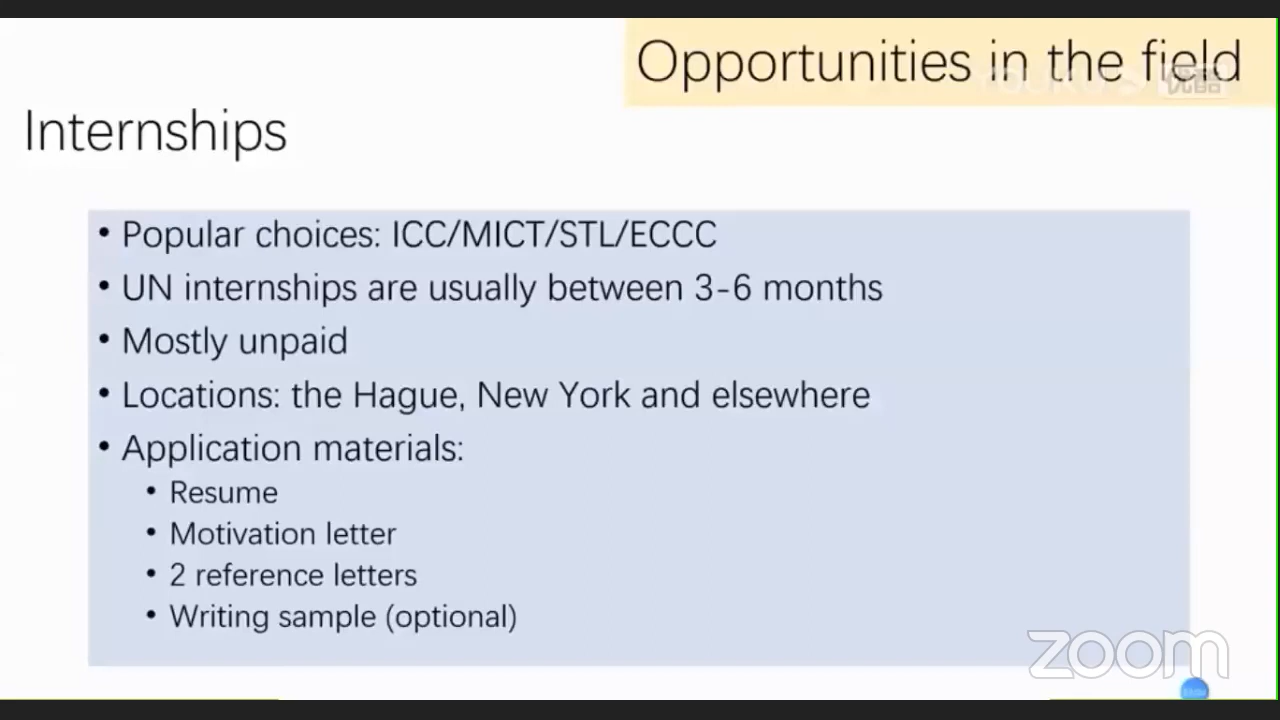 Opportunities in the field
优酷
Internships
• Popular choices: ICC/MICT/STL/ECCC
• UN internships are usually between 3-6 months
• Mostly unpaid
• Locations: the Hague, New York and elsewhere
• Application materials:
• Resume
• Motivation letter
• 2 reference letters
• Writing sample (optional)
zoom